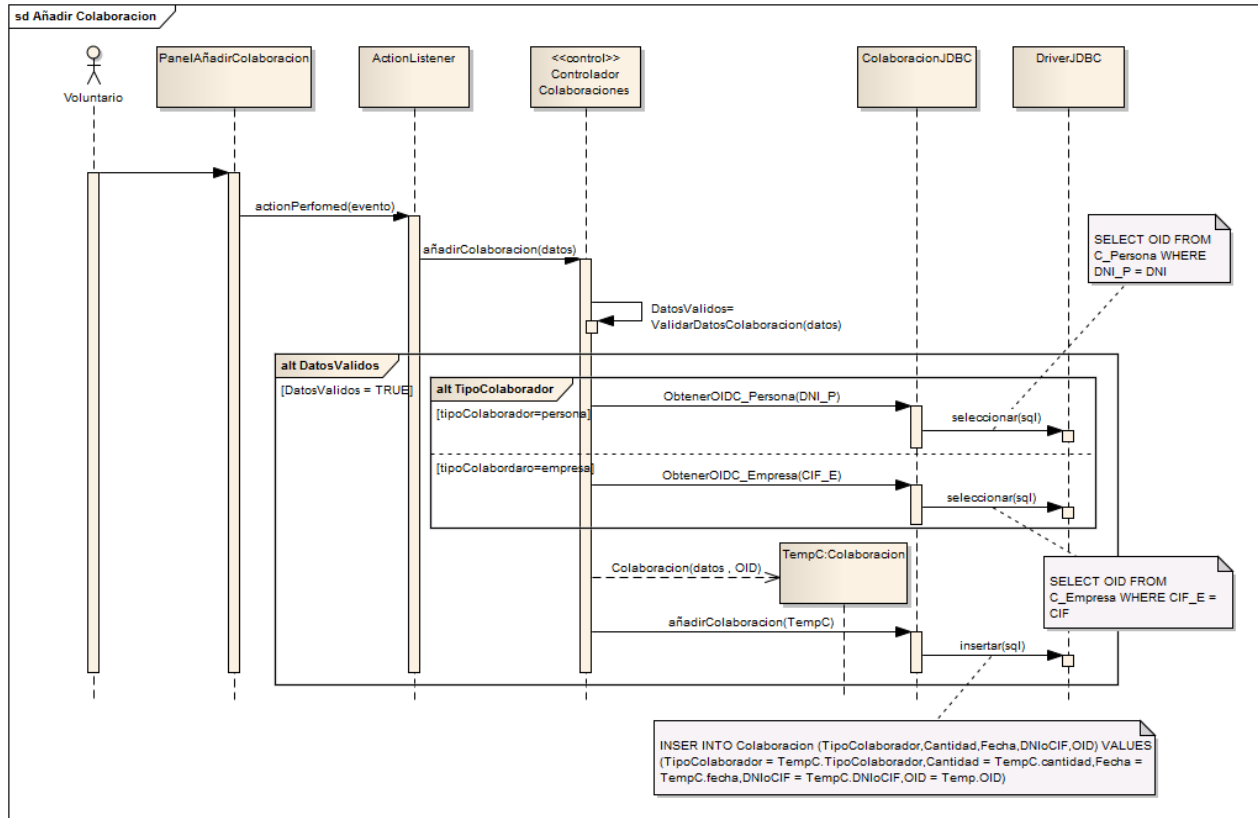 sd Añadir Colaboracion
Voluntario
PanelAñadirColaboracion
ActionListener
<<control>>
Controlador
Colaboraciones
ColaboracionJDBC
DriverJDBC
actionPerfomed(evento)
añadirColaboracion(datos)
SELECT OID FROM
C_Persona WHERE
DNI_P = DNI
DatosValidos=
ValidarDatosColaboracion(datos)
alt DatosValidos
[DatosValidos = TRUE]
alt TipoColaborador
[tipoColaborador=persona]
ObtenerOIDC_Persona(DNI_P)
seleccionar(sql)
[tipoColabordaro=empresa]
ObtenerOIDC_Empresa(CIF_E)
seleccionar(sql)
TempC:Colaboracion
Colaboracion(datos , OID)
SELECT OID FROM
C_Empresa WHERE CIF_E =
CIF
añadirColaboracion(TempC)
insertar(sql)
INSER INTO Colaboracion (TipoColaborador,Cantidad,Fecha,DNIoCIF,OID) VALUES
(TipoColaborador = TempC.TipoColaborador,Cantidad = TempC.cantidad,Fecha =
TempC.fecha,DNIoCIF = TempC.DNIoCIF,OID = Temp.OID)